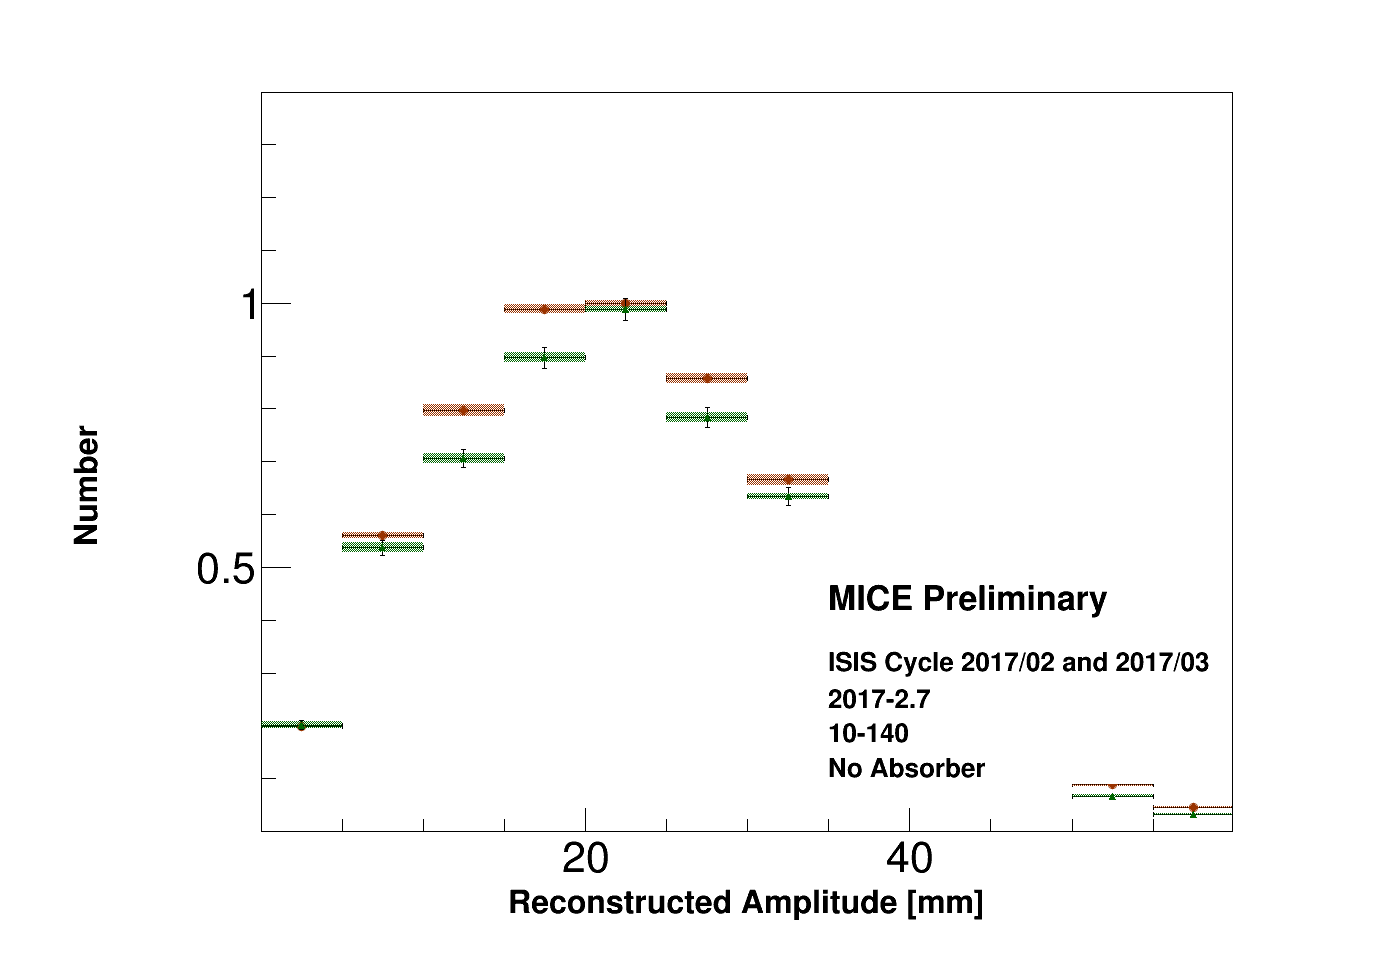 1
0.5
Number
MICE Preliminary
ISIS Cycle 2017/02 and 2017/03
2017-2.7
10-140
No Absorber
20
40
Reconstructed Amplitude [mm]